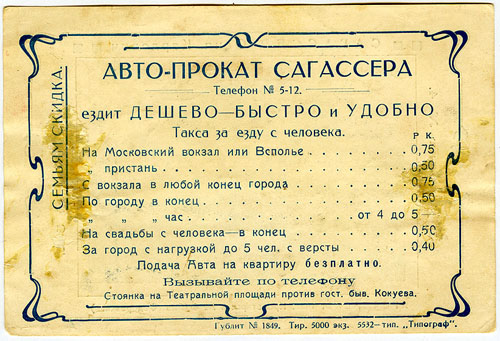 АВТО-ПРОКАТ САГАССЕРА
Телефон № 5-12.
ездит ДЕШЕВО—БЫСТРО и УДОБНО
Такса за езду с человека.
Р. К.
На Московский вокзал или Всполье . . . . . . . . . . 0,75
„ пристань . . . . . . . . . . 0,50
С вокзала в любой конец города . . . . . . . . . . 0,75
По городу в конец . . . . . . . . . . 0,50
„ „ „ час . . . . . . . . . . от 4 до 5
На свадьбы с человека—в конец . . . . . . . . . . 0,50
За город с нагрузкой до 5 чел. с версты . . . . . . . . . . 0,40
Подача Авта на квартиру бесплатно.
Вызывайте по телефону
Стоянка на Театральной площади против гост. быв. Кокуева.
СЕМЬЯМ СКИДКА
Гублит № 1849. Тир. 5000 экз. 5532—тип. „Типограф“.